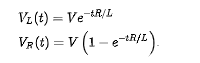 V_L(t) = Ve^{-tR/L}
V_R(t) = V(1 − e^{-tR/L}).